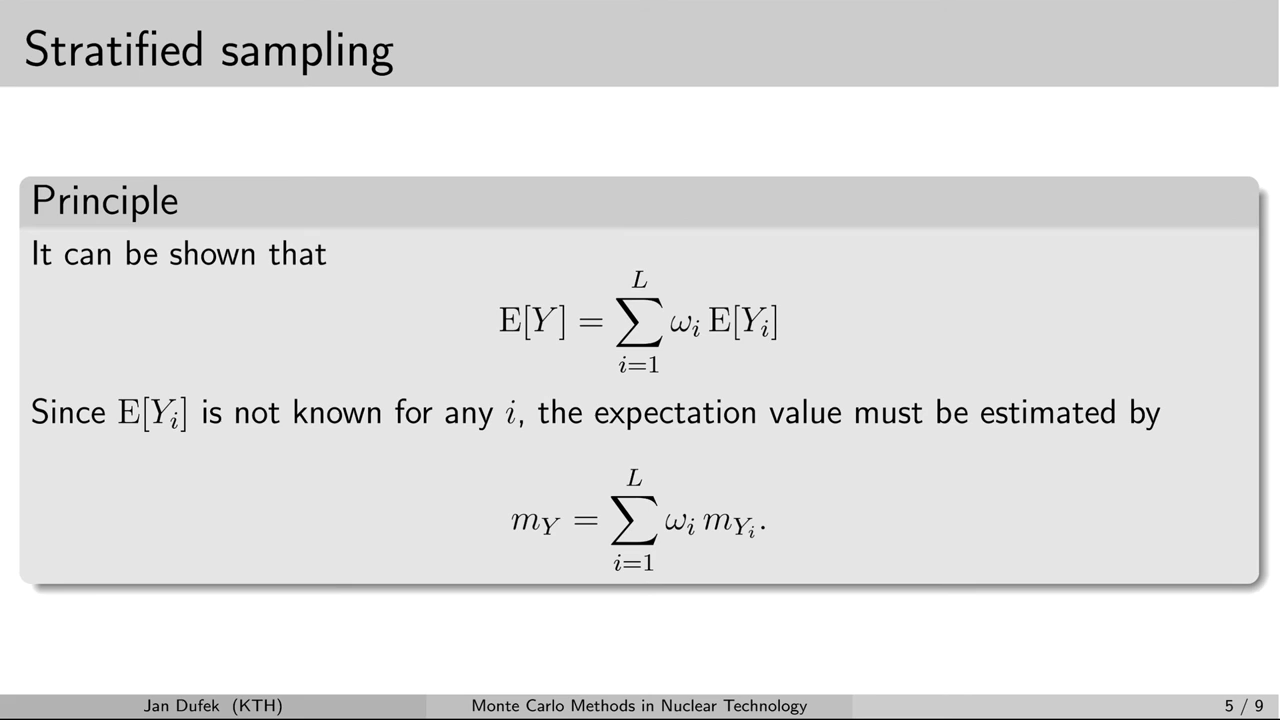 Stratified sampling
Principle
It can be shown that
E[Y] = \sum_{i=1}^{L} ω_i E[Y_i]
Since E[Y_i] is not known for any i, the expectation value must be estimated by
m_Y = \sum_{i=1}^{L} ω_i m_{Y_i}.
Jan Dufek (KTH) Monte Carlo Methods in Nuclear Technology 5 / 9